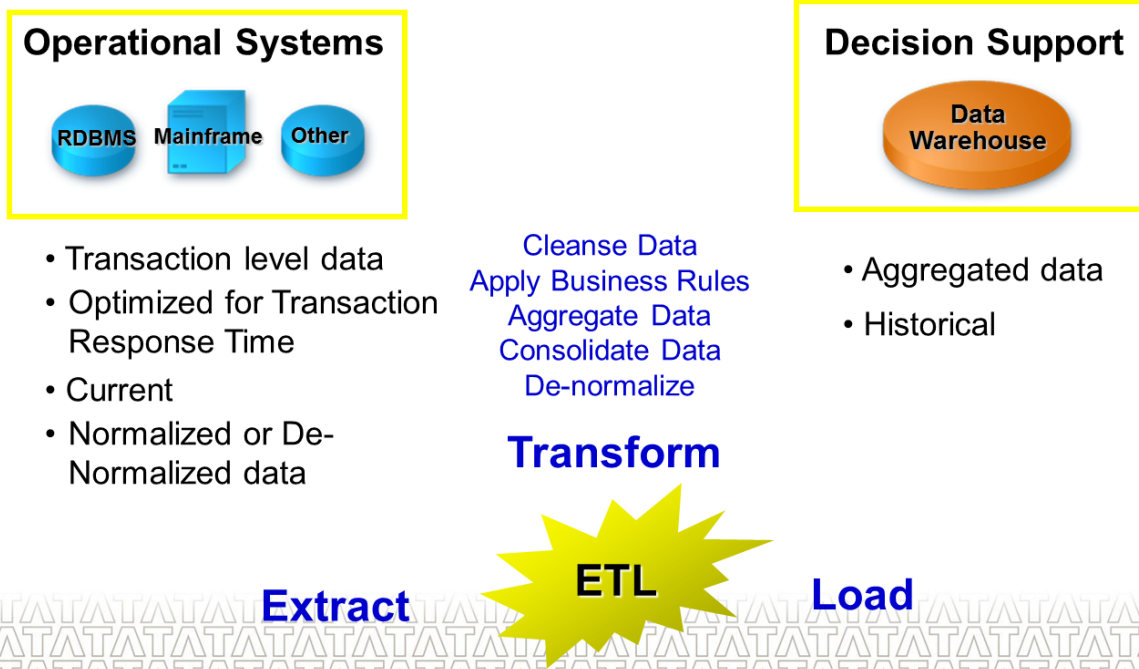 Operational Systems
RDBMS
Mainframe
Other
Decision Support
Data
Warehouse
• Transaction level data
• Optimized for Transaction
Response Time
• Current
• Normalized or De-
Normalized data
Cleanse Data
Apply Business Rules
Aggregate Data
Consolidate Data
De-normalize
Transform
• Aggregated data
• Historical
Extract
ETL
Load
TATATATATATATATATATATATA